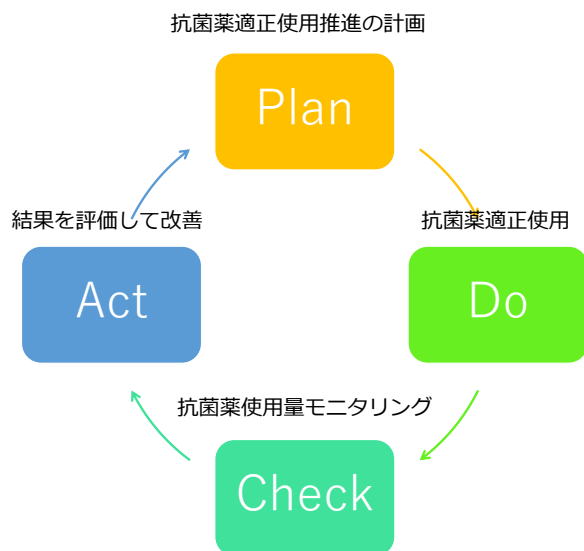 抗菌薬適正使用推進の計画
Plan
結果を評価して改善
抗菌薬適正使用
Act
Do
抗菌薬使用量モニタリング
Check